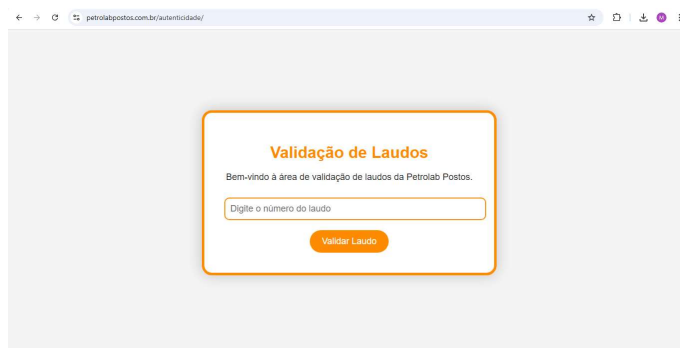 petrolabpostos.com.br/autenticidade/
M
Validação de Laudos
Bem-vindo à área de validação de laudos da Petrolab Postos.
Digite o número do laudo
Validar Laudo